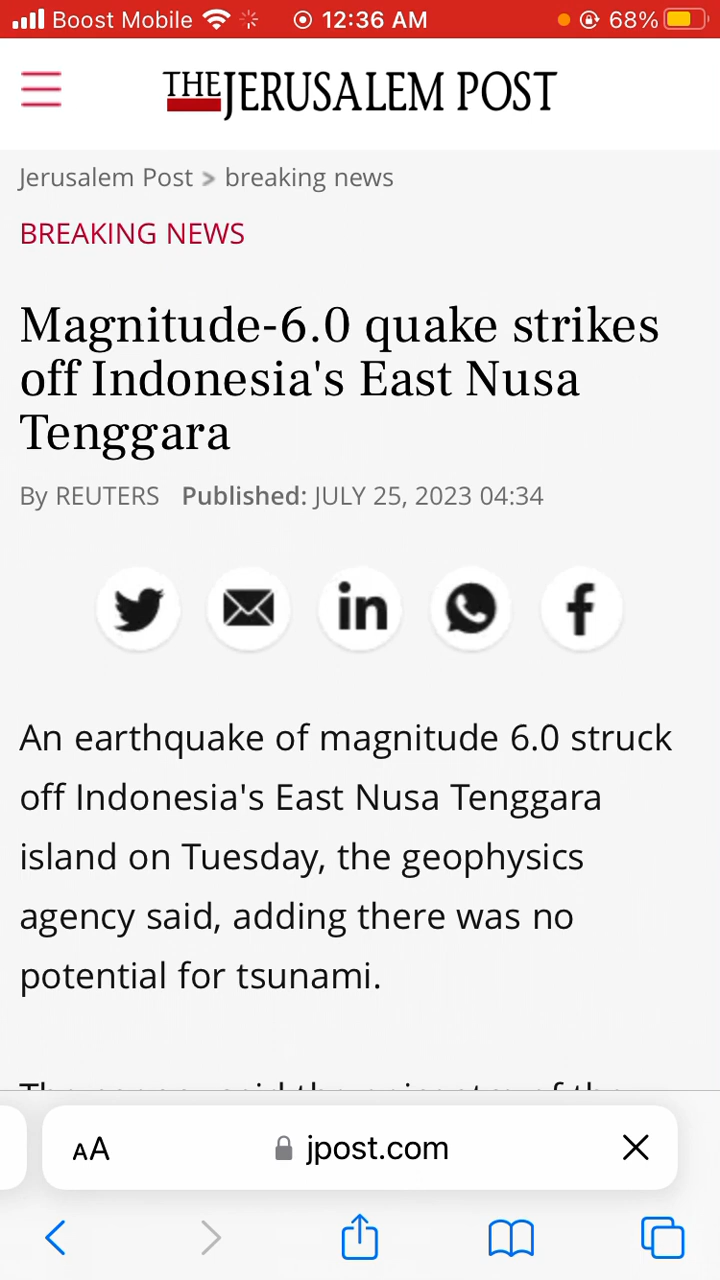 Boost Mobile 12:36 AM 68%
THE JERUSALEM POST
Jerusalem Post > breaking news
BREAKING NEWS
Magnitude-6.0 quake strikes
off Indonesia's East Nusa
Tenggara
By REUTERS Published: JULY 25, 2023 04:34
in f
An earthquake of magnitude 6.0 struck
off Indonesia's East Nusa Tenggara
island on Tuesday, the geophysics
agency said, adding there was no
potential for tsunami.
AA jpost.com